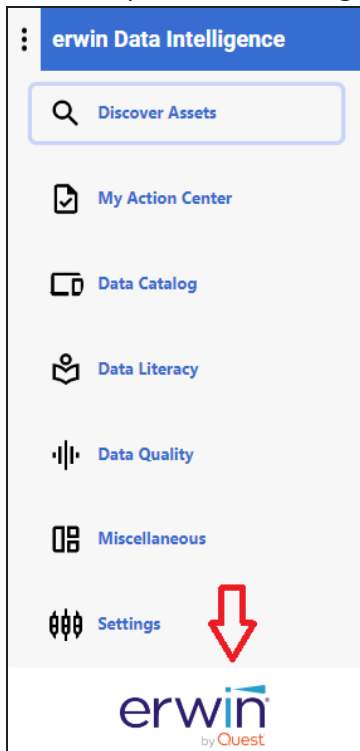 erwin Data Intelligence
Discover Assets
My Action Center
Data Catalog
Data Literacy
Data Quality
Miscellaneous
Settings
erwin
by Quest